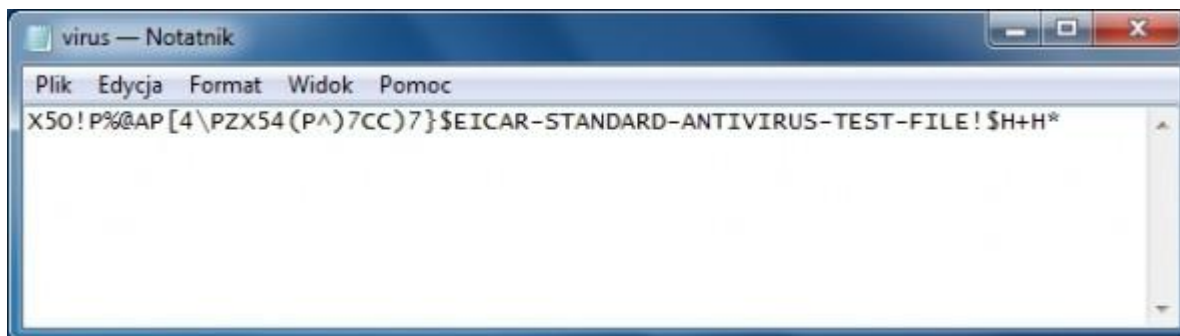 virus — Notatnik
Plik Edycja Format Widok Pomoc
X5O!P%@AP[4\PZX54(P^)7CC)7}$EICAR-STANDARD-ANTIVIRUS-TEST-FILE!$H+H*